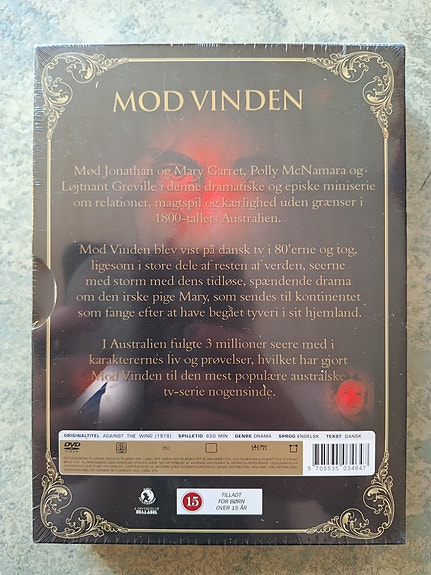 MOD VINDEN
Mød Jonathan og Mary Garret, Polly McNamara og
Løjtnant Greville i denne dramatiske og episke miniserie
om relationer, magtspil og kærlighed uden grænser i
1800-tallets Australien.
Mod Vinden blev vist på dansk tv i 80'erne og tog,
ligesom i store dele af resten af verden, seerne
med storm med dens tidløse, spændende drama
om den irske pige Mary, som sendes til kontinentet
som fange efter at have begået tyveri i sit hjemland.
I Australien fulgte 3 millioner seere med i
karakterernes liv og prøvelser, hvilket har gjort
Mod Vinden til den mest populære australske
tv-serie nogensinde.
ORIGINALTITEL AGAINST THE WIND (1978) SPILLETID 650 MIN GENRE DRAMA SPROG ENGELSK TEKST DANSK
DVD
5 705535 034647
15
TILLADT
FOR BØRN
OVER 15 ÅR
A DIVISION OF